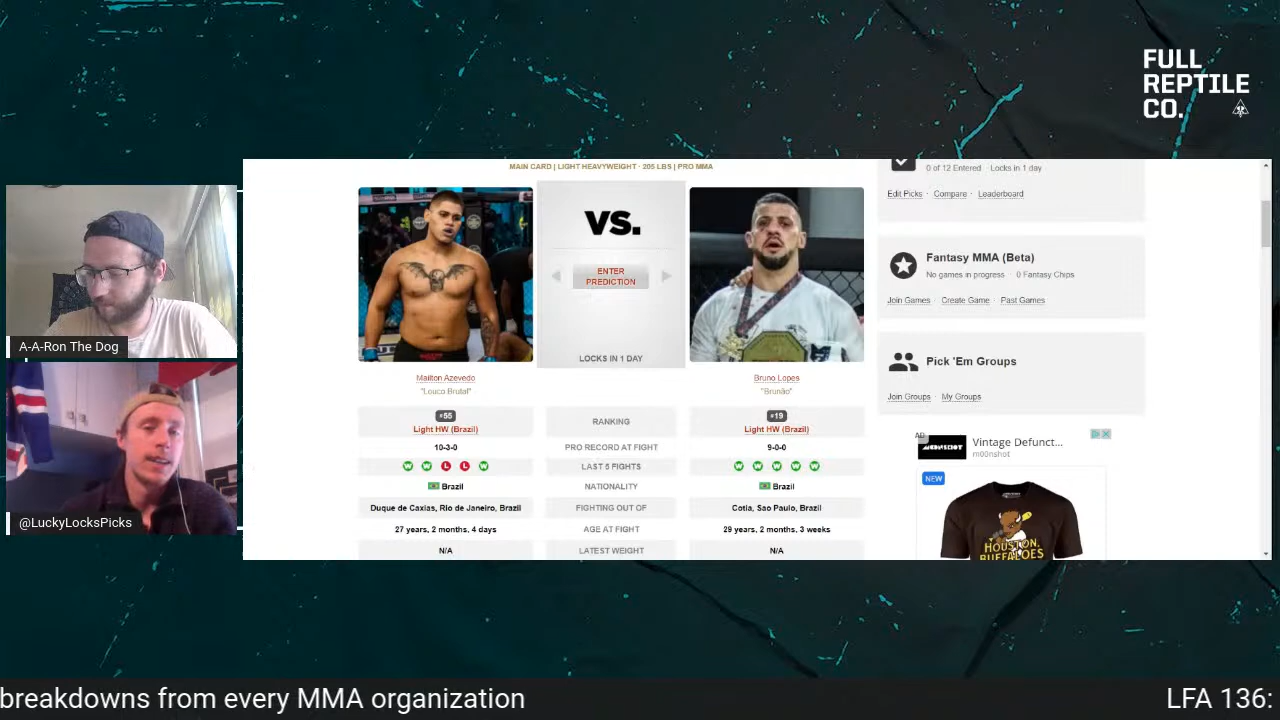 FULL
REPTILE
CO.
MAIN CARD | LIGHT HEAVYWEIGHT · 205 LBS | PRO MMA
VS.
ENTER
PREDICTION
LOCKS IN 1 DAY
Mailton Azevedo
"Louco Brutal"
Bruno Lopes
"Brunão"
#55
Light HW (Brazil)
RANKING
#19
Light HW (Brazil)
10-3-0
PRO RECORD AT FIGHT
9-0-0
W W L L W
LAST 5 FIGHTS
W W W W W
Brazil
NATIONALITY
Brazil
Duque de Caxias, Rio de Janeiro, Brazil
FIGHTING OUT OF
Cotia, Sao Paulo, Brazil
27 years, 2 months, 4 days
AGE AT FIGHT
29 years, 2 months, 3 weeks
N/A
LATEST WEIGHT
N/A
0 of 12 Entered · Locks in 1 day
Edit Picks · Compare · Leaderboard
Fantasy MMA (Beta)
No games in progress · 0 Fantasy Chips
Join Games · Create Game · Past Games
Pick 'Em Groups
Join Groups · My Groups
AD
Vintage Defunct...
m00nshot
NEW
HOUSTON
BUFFALOES
A-A-Ron The Dog
@LuckyLocksPicks
breakdowns from every MMA organization
LFA 136: